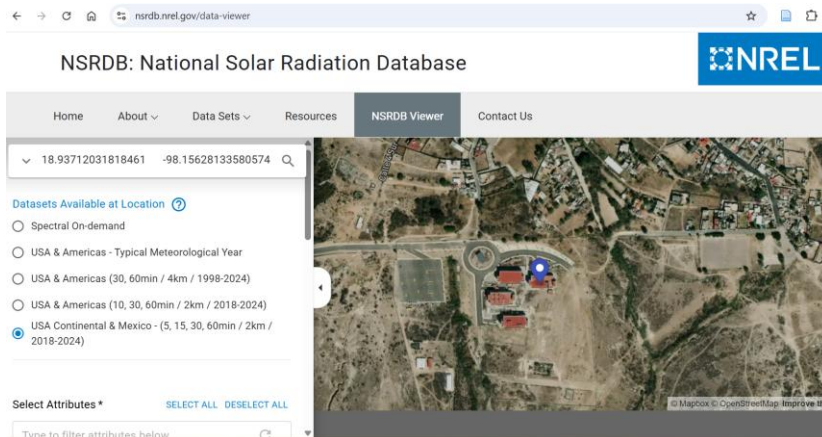 nsrdb.nrel.gov/data-viewer
NSRDB: National Solar Radiation Database
NREL
Home About Data Sets Resources NSRDB Viewer Contact Us
18.93712031818461 -98.15628133580574
Datasets Available at Location ?
Spectral On-demand
USA & Americas - Typical Meteorological Year
USA & Americas (30, 60min / 4km / 1998-2024)
USA & Americas (10, 30, 60min / 2km / 2018-2024)
USA Continental & Mexico - (5, 15, 30, 60min / 2km /
2018-2024)
Select Attributes * SELECT ALL DESELECT ALL
Type to filter attributes below
© Mapbox © OpenStreetMap Improve